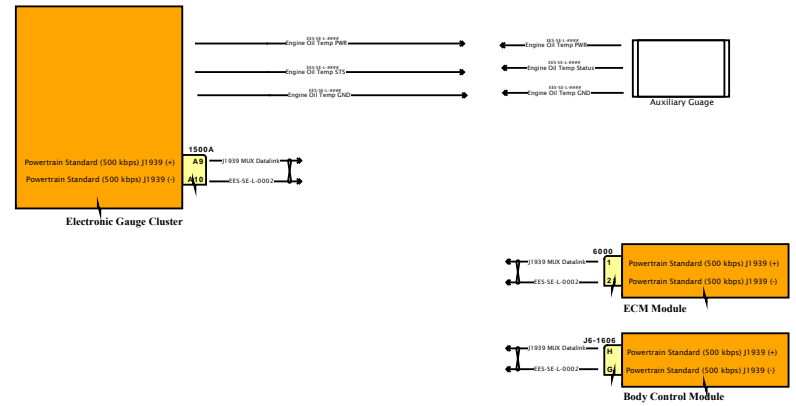 EES-SE-L-####
Engine Oil Temp PWR
EES-SE-L-####
Engine Oil Temp PWR
EES-SE-L-####
Engine Oil Temp STS
EES-SE-L-####
Engine Oil Temp Status
EES-SE-L-####
Engine Oil Temp GND
EES-SE-L-####
Engine Oil Temp GND
Auxiliary Guage
1500A
Powertrain Standard (500 kbps) J1939 (+)
A9
J1939 MUX Datalink
Powertrain Standard (500 kbps) J1939 (-)
A10
EES-SE-L-0002
Electronic Gauge Cluster
6000
J1939 MUX Datalink
1
Powertrain Standard (500 kbps) J1939 (+)
EES-SE-L-0002
2
Powertrain Standard (500 kbps) J1939 (-)
ECM Module
J6-1606
J1939 MUX Datalink
H
Powertrain Standard (500 kbps) J1939 (+)
EES-SE-L-0002
G
Powertrain Standard (500 kbps) J1939 (-)
Body Control Module